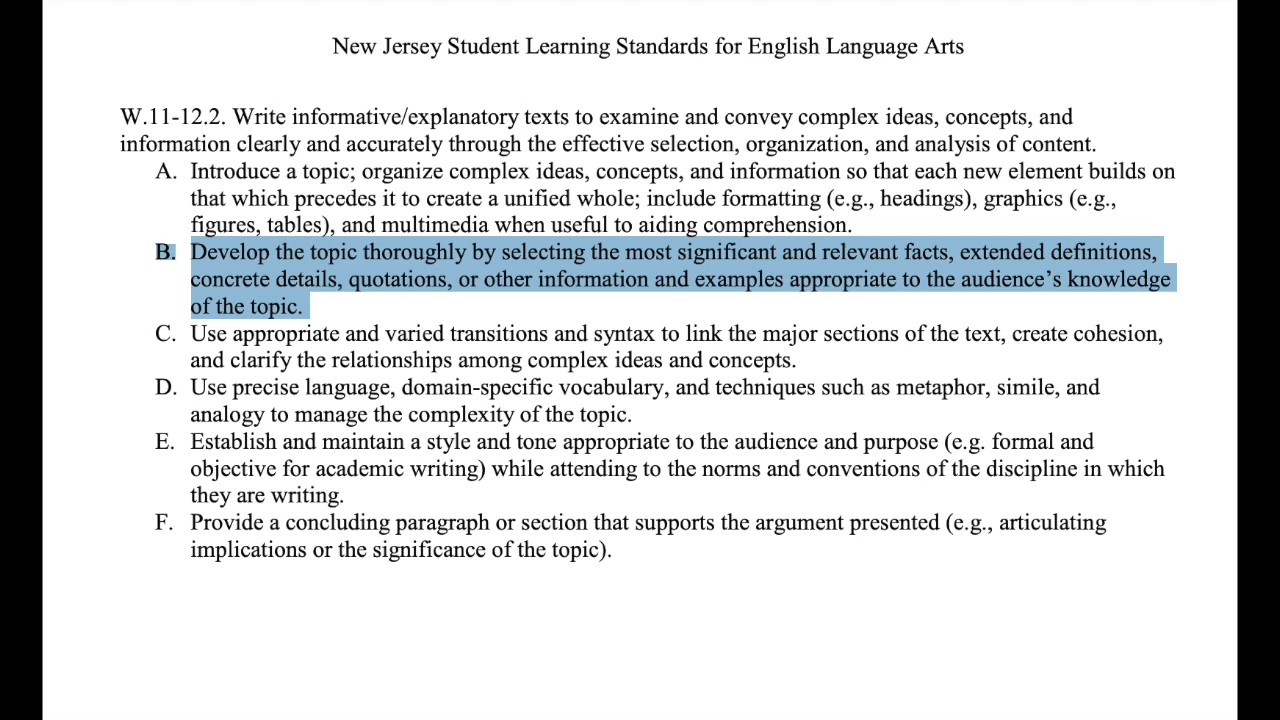 New Jersey Student Learning Standards for English Language Arts
W.11-12.2. Write informative/explanatory texts to examine and convey complex ideas, concepts, and
information clearly and accurately through the effective selection, organization, and analysis of content.
A. Introduce a topic; organize complex ideas, concepts, and information so that each new element builds on
that which precedes it to create a unified whole; include formatting (e.g., headings), graphics (e.g.,
figures, tables), and multimedia when useful to aiding comprehension.
B. Develop the topic thoroughly by selecting the most significant and relevant facts, extended definitions,
concrete details, quotations, or other information and examples appropriate to the audience’s knowledge
of the topic.
C. Use appropriate and varied transitions and syntax to link the major sections of the text, create cohesion,
and clarify the relationships among complex ideas and concepts.
D. Use precise language, domain-specific vocabulary, and techniques such as metaphor, simile, and
analogy to manage the complexity of the topic.
E. Establish and maintain a style and tone appropriate to the audience and purpose (e.g. formal and
objective for academic writing) while attending to the norms and conventions of the discipline in which
they are writing.
F. Provide a concluding paragraph or section that supports the argument presented (e.g., articulating
implications or the significance of the topic).